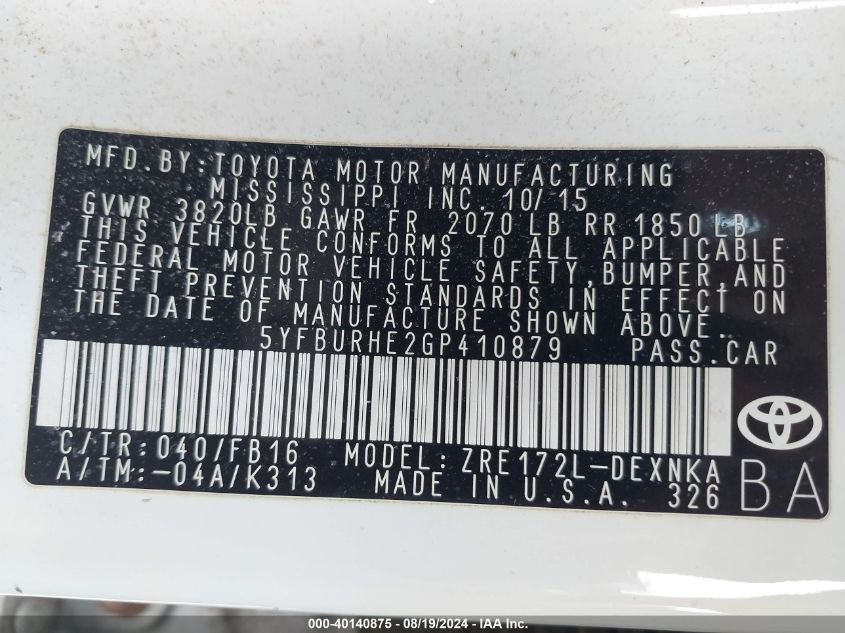 MFD.BY:TOYOTA MOTOR MANUFACTURING
MISSISSIPPI INC. 10/15
GVWR 3820LB GAWR FR 2070 LB RR 1850 LB
THIS VEHICLE CONFORMS TO ALL APPLICABLE
FEDERAL MOTOR VEHICLE SAFETY,BUMPER,AND
THEFT PREVENTION STANDARDS IN EFFECT ON
THE DATE OF MANUFACTURE SHOWN ABOVE.
5YFBURHE2GP410879 PASS.CAR
C/TR:040/FB16 MODEL:ZRE172L-DEXNKA
A/TM:-04A/K313 MADE IN U.S.A. 326
BA
000-40140875 - 08/19/2024 - IAA Inc.